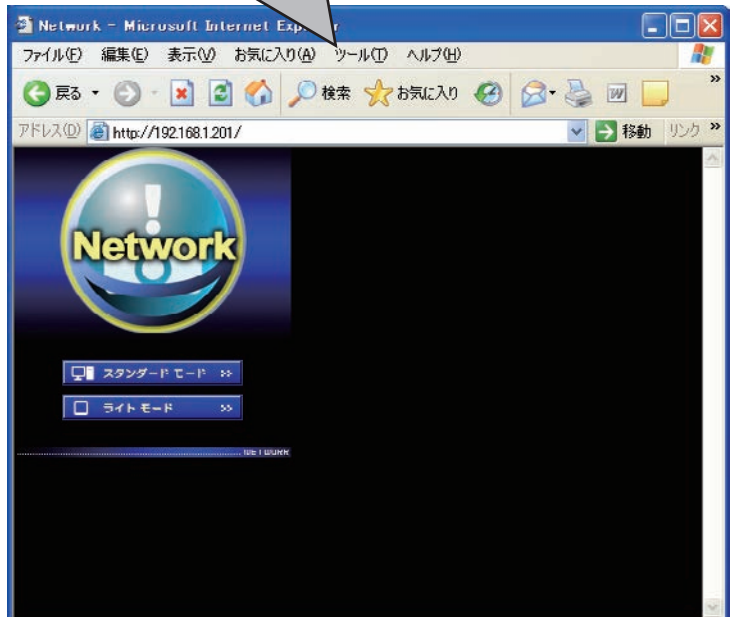 Network - Microsoft Internet Explorer
ファイル(F) 編集(E) 表示(V) お気に入り(A) ツール(T) ヘルプ(H)
戻る 検索 お気に入り
アドレス(D) http://192.168.1.201/ 移動 リンク
Network
スタンダード モード
ライト モード
NETWORK